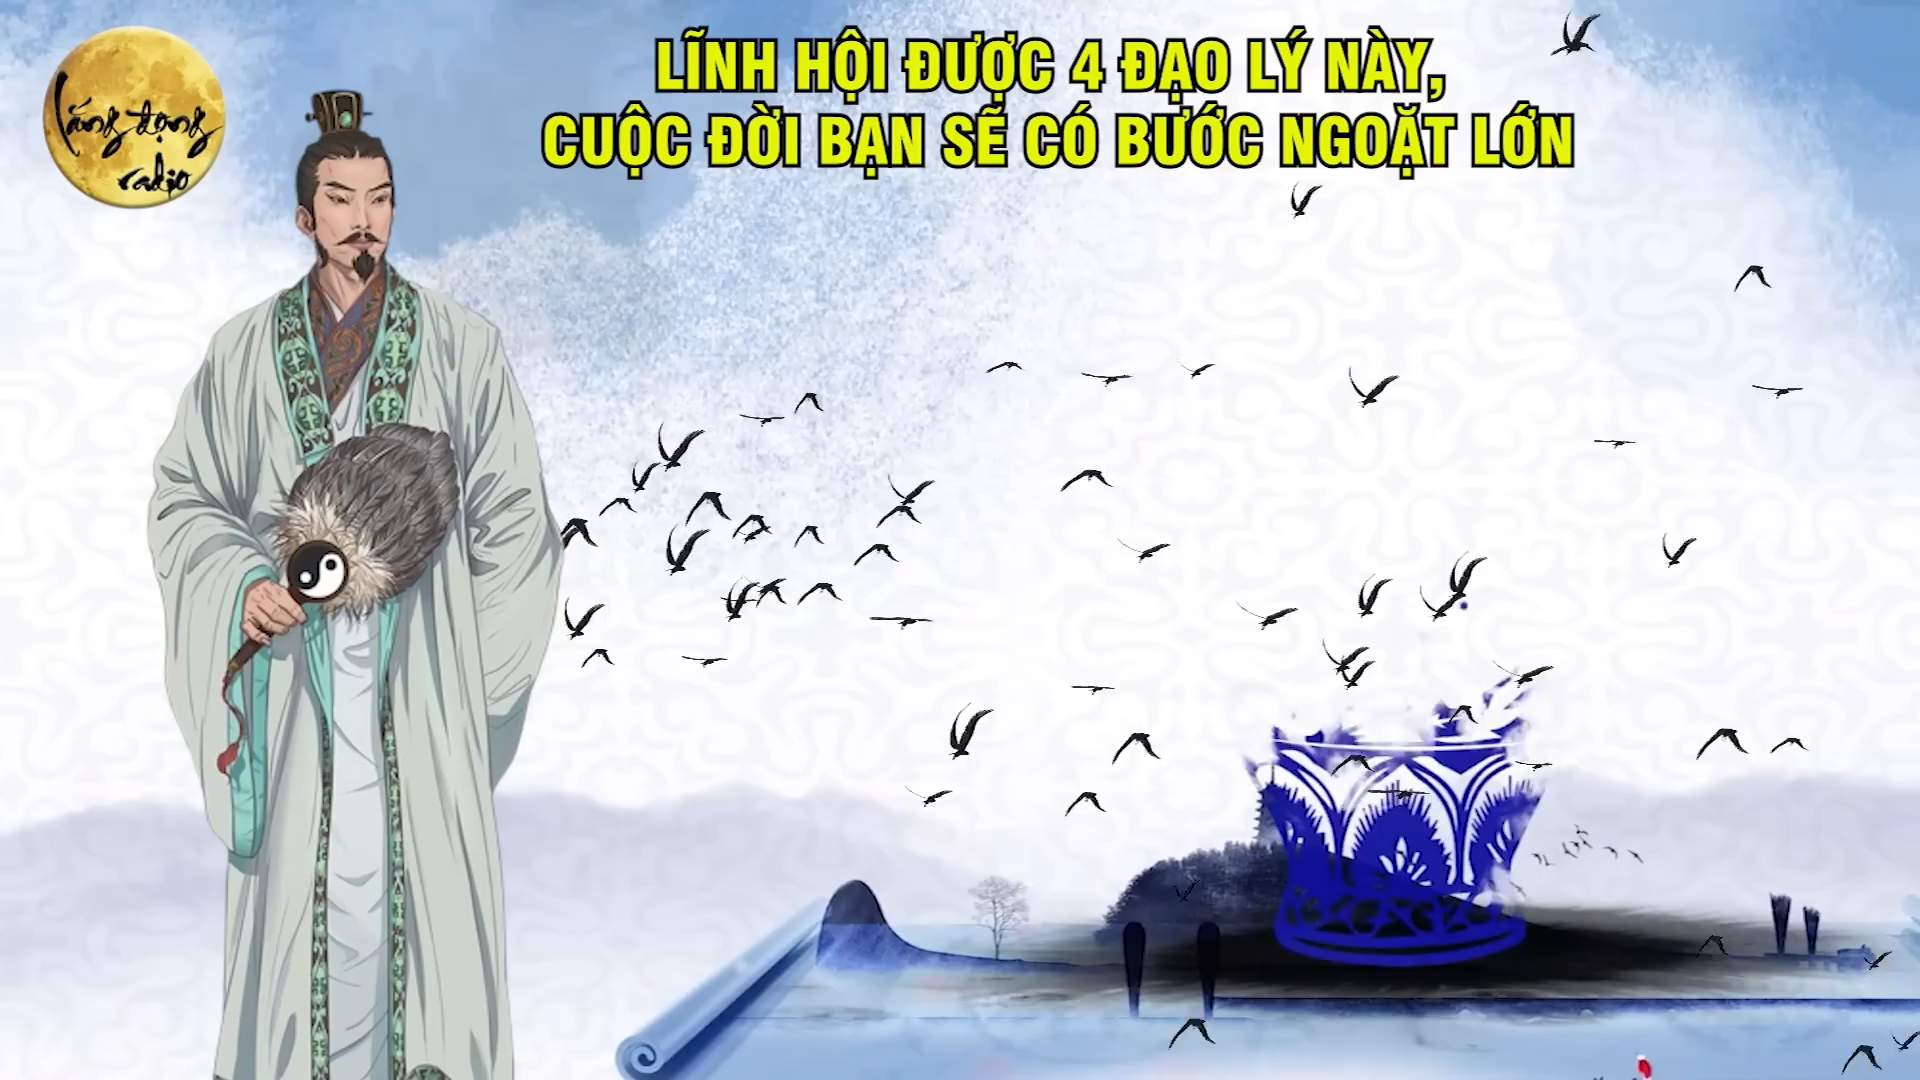 lắng đọng
radio
LĨNH HỘI ĐƯỢC 4 ĐẠO LÝ NÀY,
CUỘC ĐỜI BẠN SẼ CÓ BƯỚC NGOẶT LỚN